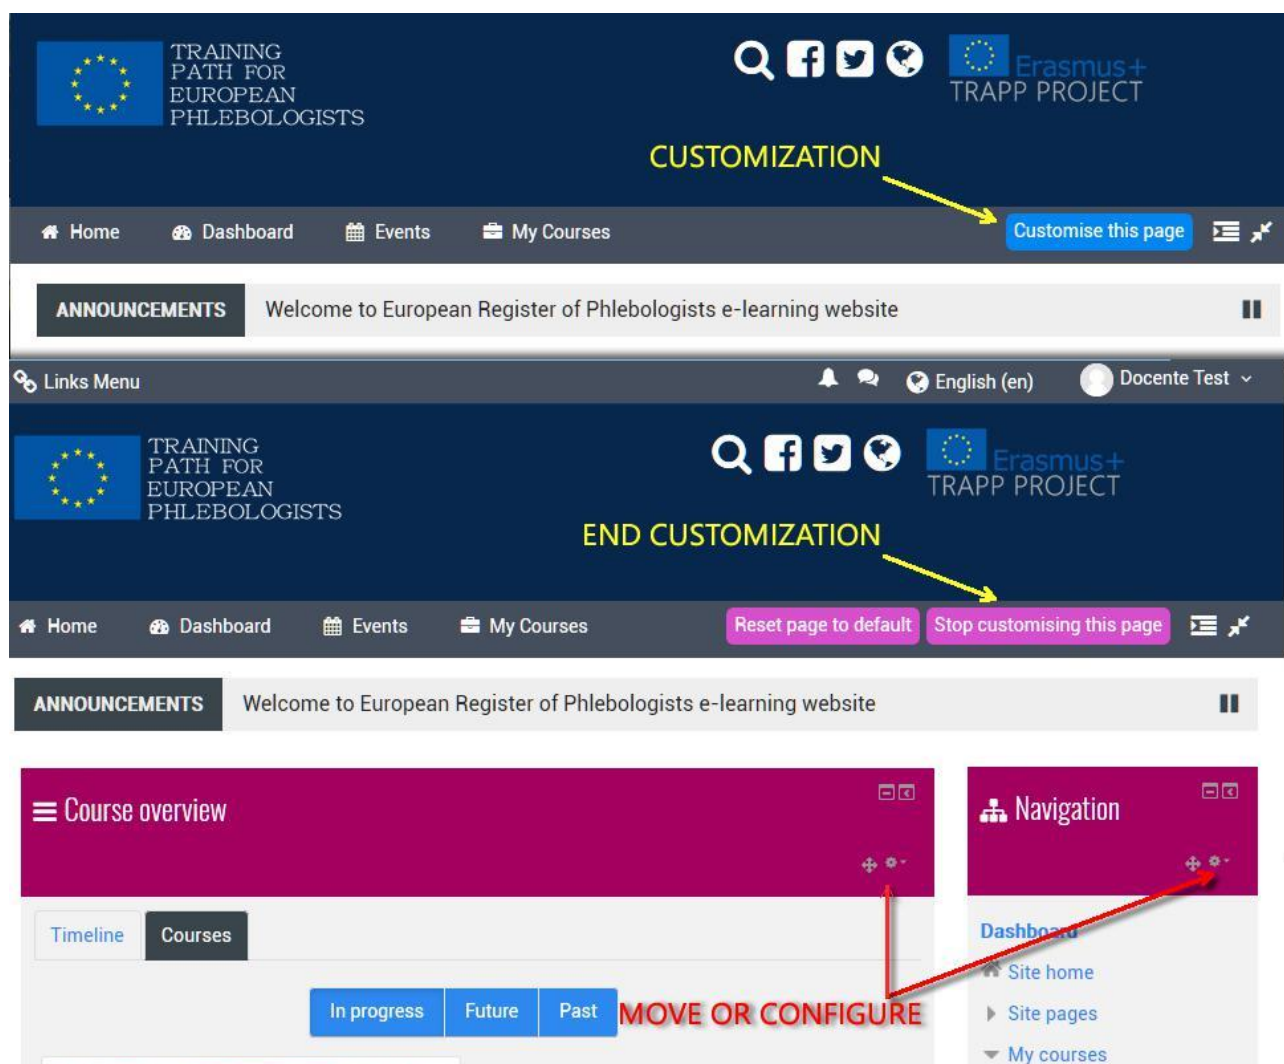 TRAINING
PATH FOR
EUROPEAN
PHLEBOLOGISTS
Erasmus+
TRAPP PROJECT
CUSTOMIZATION
Home Dashboard Events My Courses Customise this page
ANNOUNCEMENTS Welcome to European Register of Phlebologists e-learning website
Links Menu English (en) Docente Test
TRAINING
PATH FOR
EUROPEAN
PHLEBOLOGISTS
Erasmus+
TRAPP PROJECT
END CUSTOMIZATION
Home Dashboard Events My Courses Reset page to default Stop customising this page
ANNOUNCEMENTS Welcome to European Register of Phlebologists e-learning website
Course overview
Timeline Courses
In progress Future Past
MOVE OR CONFIGURE
Navigation
Dashboard
Site home
Site pages
My courses